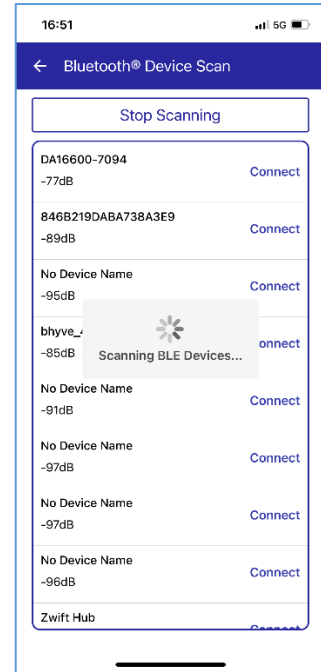 16:51
5G
← Bluetooth® Device Scan
Stop Scanning
DA16600-7094
Connect
-77dB
846B219DABA738A3E9
Connect
-89dB
No Device Name
Connect
-95dB
bhyve_
-85dB
Scanning BLE Devices...
No Device Name
Connect
-91dB
No Device Name
Connect
-97dB
No Device Name
Connect
-97dB
No Device Name
Connect
-96dB
Zwift Hub
Connect